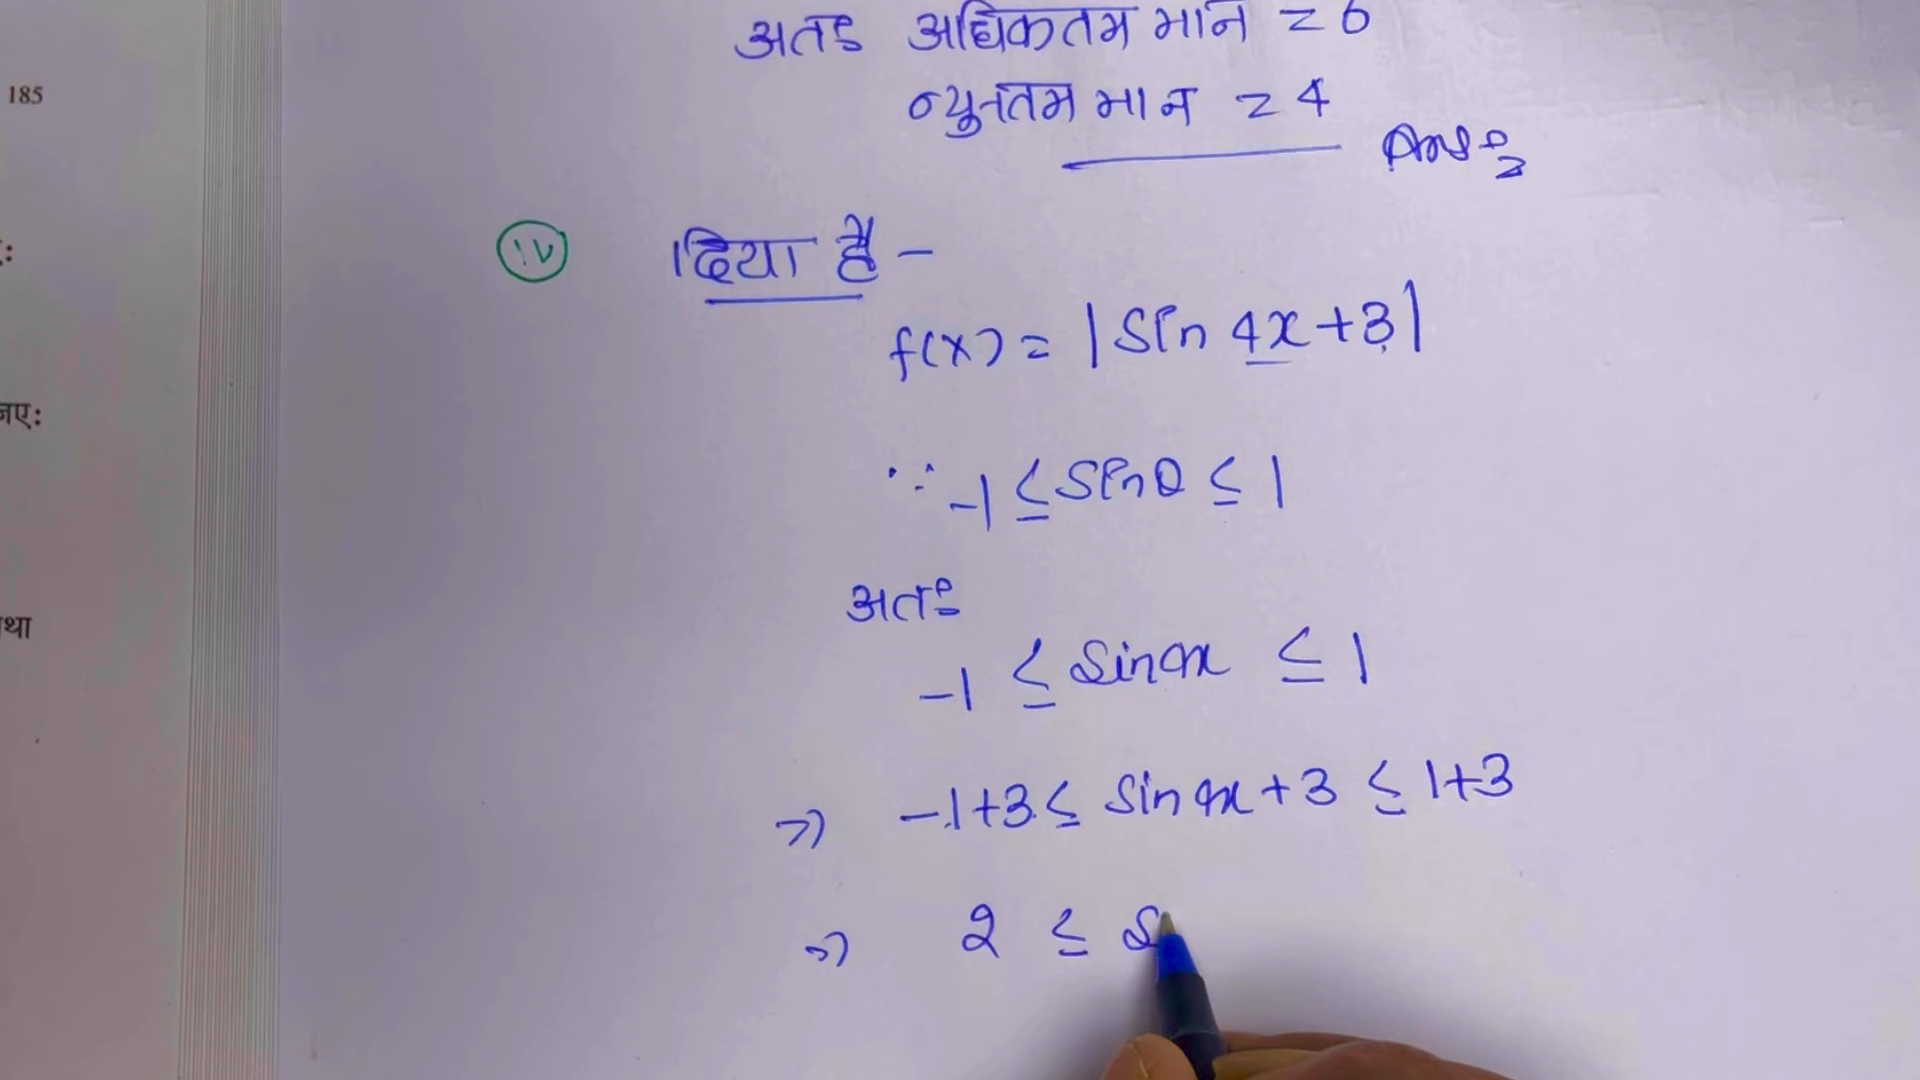 185
अतः अधिकतम मान = 6
न्यूनतम मान = 4
Ans
(iv) दिया है -
f(x) = |sin 4x+3|
∵ -1 ≤ sinθ ≤ 1
अतः
-1 ≤ sin4x ≤ 1
⇒ -1+3 ≤ sin4x+3 ≤ 1+3
⇒ 2 ≤ s
जिए:
था